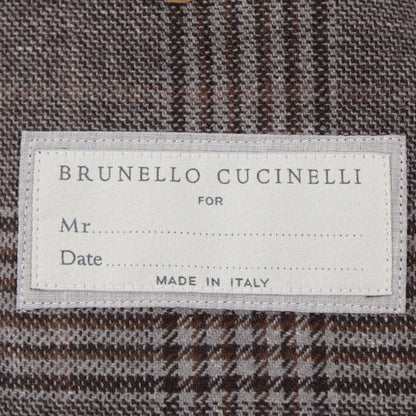 BRUNELLO CUCINELLI
FOR
Mr....................................................
Date................................................
MADE IN ITALY